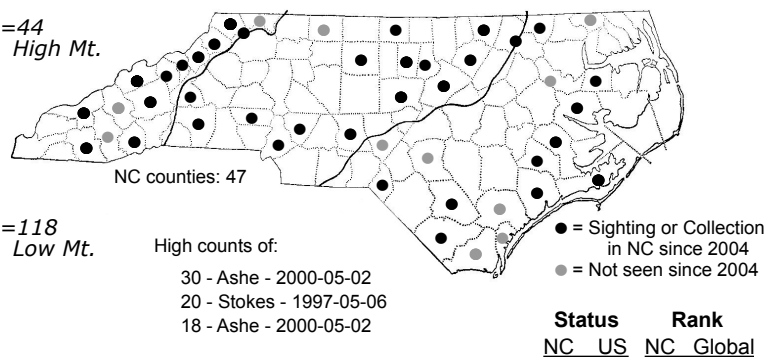 =44
High Mt.
NC counties: 47
=118
Low Mt.
High counts of:
30 - Ashe - 2000-05-02
20 - Stokes - 1997-05-06
18 - Ashe - 2000-05-02
● = Sighting or Collection
in NC since 2004
● = Not seen since 2004
Status Rank
NC US NC Global